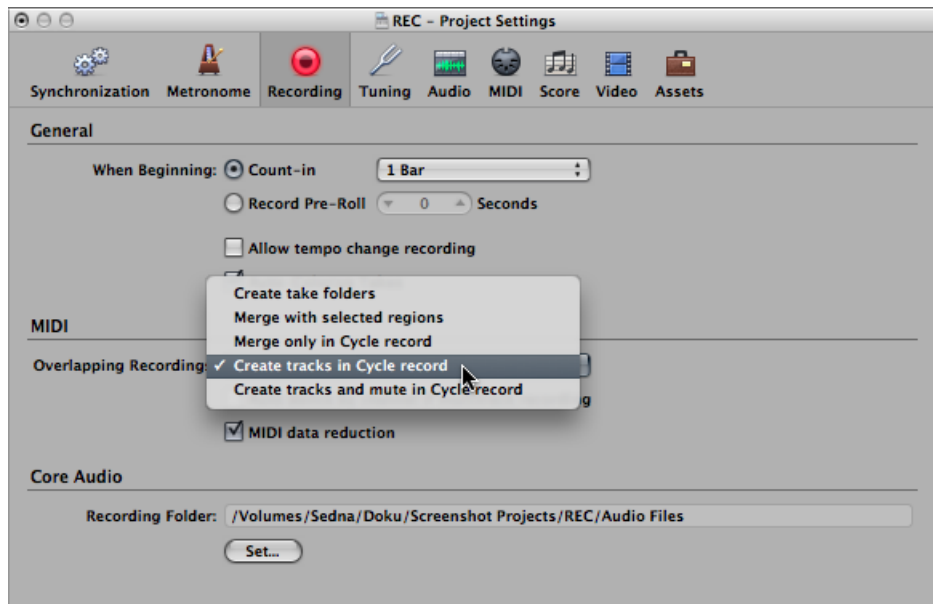 REC – Project Settings
Synchronization Metronome Recording Tuning Audio MIDI Score Video Assets
General
When Beginning: Count-in 1 Bar
Record Pre-Roll 0 Seconds
Allow tempo change recording
Create take folders
Merge with selected regions
MIDI
Merge only in Cycle record
Overlapping Recording ✓ Create tracks in Cycle record
Create tracks and mute in Cycle record
MIDI data reduction
Core Audio
Recording Folder: /Volumes/Sedna/Doku/Screenshot Projects/REC/Audio Files
Set...